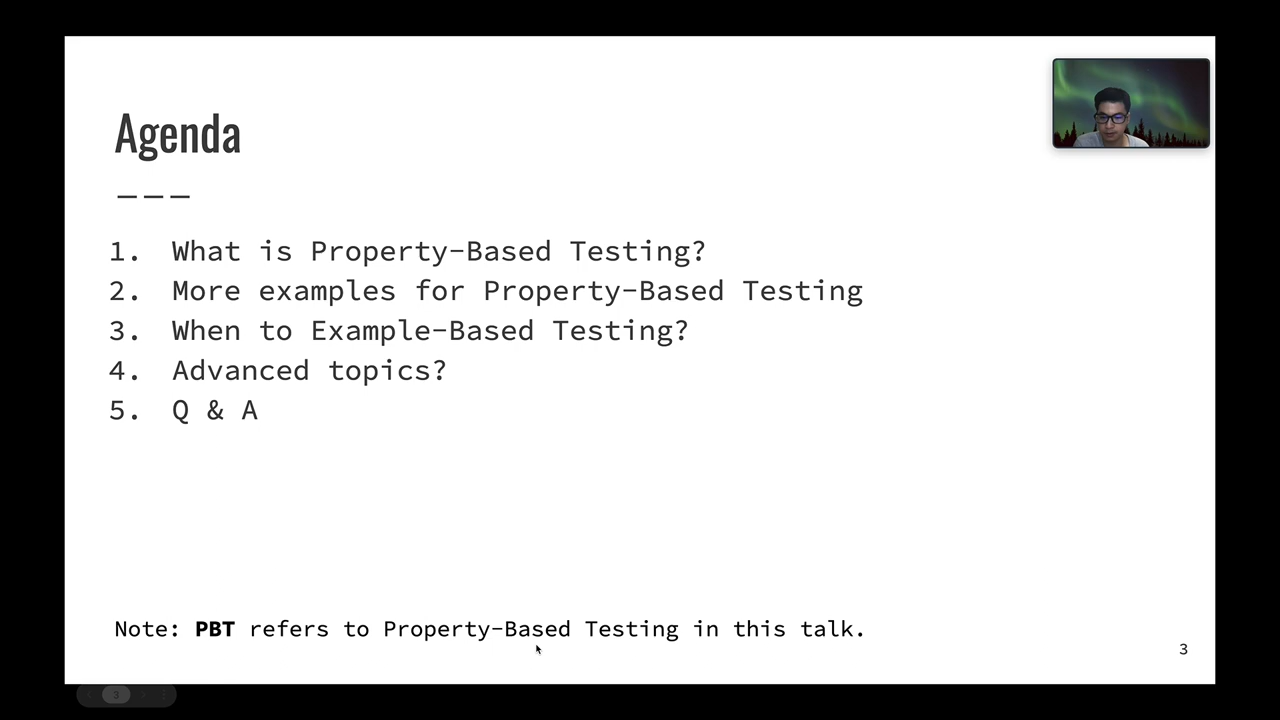 Agenda
———
1. What is Property-Based Testing?
2. More examples for Property-Based Testing
3. When to Example-Based Testing?
4. Advanced topics?
5. Q & A
Note: PBT refers to Property-Based Testing in this talk.
3
3